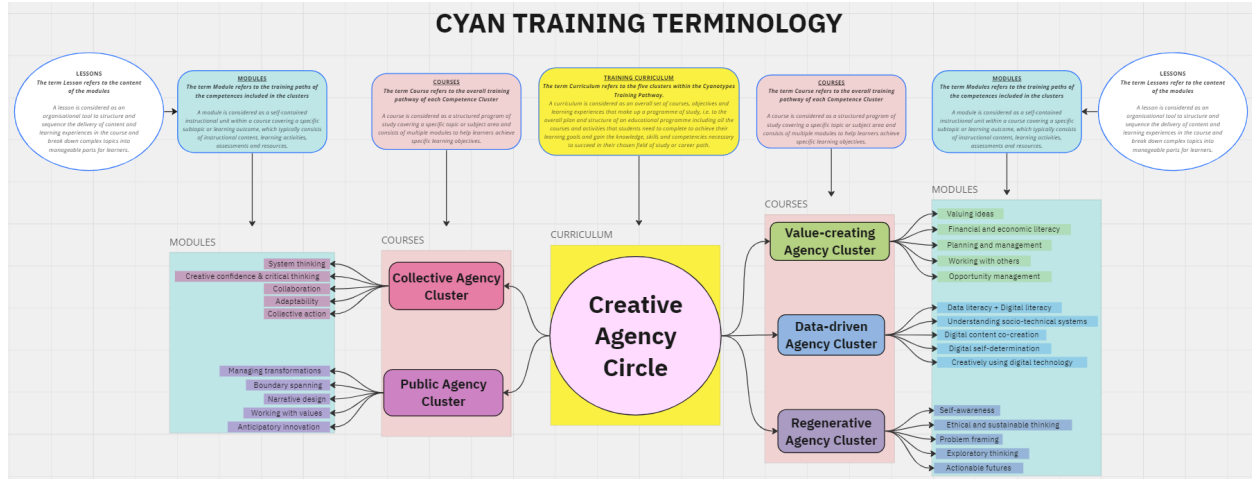 CYAN TRAINING TERMINOLOGY
LESSONS
The term Lesson refers to the content
of the modules
A lesson is considered as an
organisational tool to structure and
sequence the delivery of content and
learning experiences in the course and
break down complex topics into
manageable parts for learners.
MODULES
The term Module refers to the training paths of
the competences included in the clusters
A module is considered as a self-contained
instructional unit within a course covering a specific
subtopic or learning outcome, which typically consists
of instructional content, learning activities,
assessments and resources.
COURSES
The term Course refers to the overall training
pathway of each Competence Cluster
A course is considered as a structured program of
study covering a specific topic or subject area and
consists of multiple modules to help learners achieve
specific learning objectives.
TRAINING CURRICULUM
The term Curriculum refers to the five clusters within the Cyanotypes
Training Pathway.
A curriculum is considered as an overall set of courses, objectives and
learning experiences that make up a programme of study, i.e. to the
overall plan and structure of an educational programme including all the
courses and activities that students need to complete to achieve their
learning goals and gain the knowledge, skills and competencies necessary
to succeed in their chosen field of study or career path.
COURSES
The term Course refers to the overall training
pathway of each Competence Cluster
A course is considered as a structured program of
study covering a specific topic or subject area and
consists of multiple modules to help learners achieve
specific learning objectives.
MODULES
The term Module refers to the training paths of
the competences included in the clusters
A module is considered as a self-contained
instructional unit within a course covering a specific
subtopic or learning outcome, which typically consists
of instructional content, learning activities,
assessments and resources.
LESSONS
The term Lesson refers to the content
of the modules
A lesson is considered as an
organisational tool to structure and
sequence the delivery of content and
learning experiences in the course and
break down complex topics into
manageable parts for learners.
MODULES
System thinking
Creative confidence & critical thinking
Collaboration
Adaptability
Collective action
Managing transformations
Boundary spanning
Narrative design
Working with values
Anticipatory innovation
COURSES
Collective Agency
Cluster
Public Agency
Cluster
CURRICULUM
Creative
Agency
Circle
COURSES
Value-creating
Agency Cluster
Data-driven
Agency Cluster
Regenerative
Agency Cluster
MODULES
Valuing ideas
Financial and economic literacy
Planning and management
Working with others
Opportunity management
Data literacy + Digital literacy
Understanding socio-technical systems
Digital content co-creation
Digital self-determination
Creatively using digital technology
Self-awareness
Ethical and sustainable thinking
Problem framing
Exploratory thinking
Actionable futures